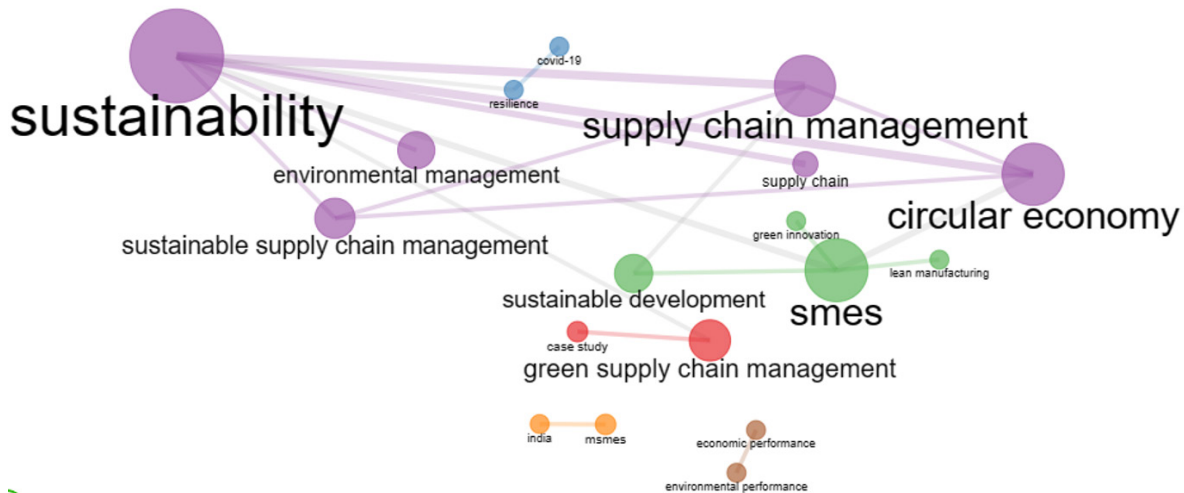 covid-19
resilience
sustainability
supply chain management
environmental management
supply chain
circular economy
sustainable supply chain management
green innovation
lean manufacturing
sustainable development
smes
case study
green supply chain management
india
msmes
economic performance
environmental performance